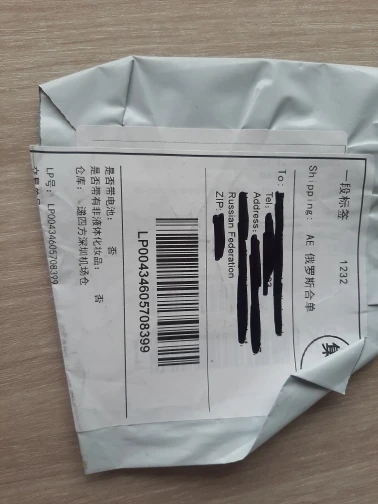 一段标签 1232
Shipping: AE 俄罗斯合单
集
To:
Tel:
Address:
Russian Federation
ZIP:
LP00434605708399
是否带电池: 否
是否带有非液体化妆品: 否
仓库: 递四方深圳机场仓
LP号: LP00434605708399